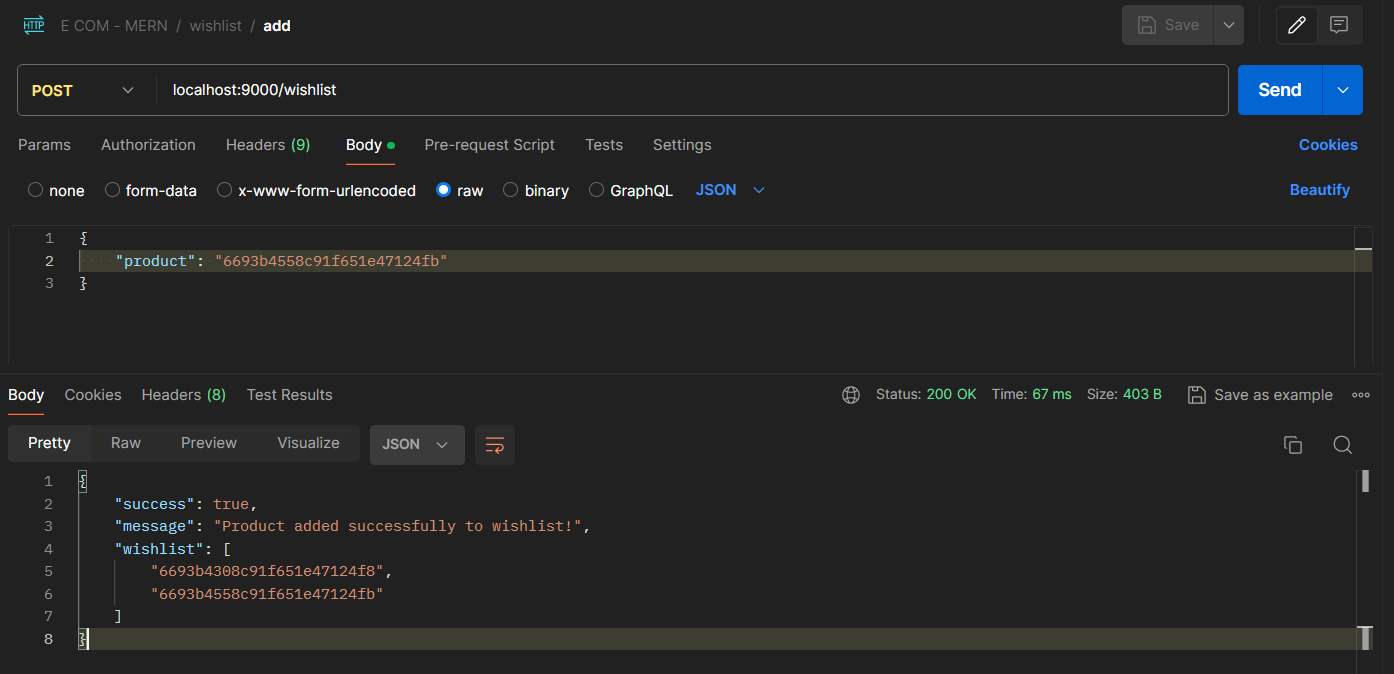 HTTP E COM - MERN / wishlist / add Save
POST localhost:9000/wishlist Send
Params Authorization Headers (9) Body Pre-request Script Tests Settings Cookies
none form-data x-www-form-urlencoded raw binary GraphQL JSON Beautify
1 {
2 "product": "6693b4558c91f651e47124fb"
3 }
Body Cookies Headers (8) Test Results Status: 200 OK Time: 67 ms Size: 403 B Save as example
Pretty Raw Preview Visualize JSON
1 {
2 "success": true,
3 "message": "Product added successfully to wishlist!",
4 "wishlist": [
5 "6693b4308c91f651e47124f8",
6 "6693b4558c91f651e47124fb"
7 ]
8 }